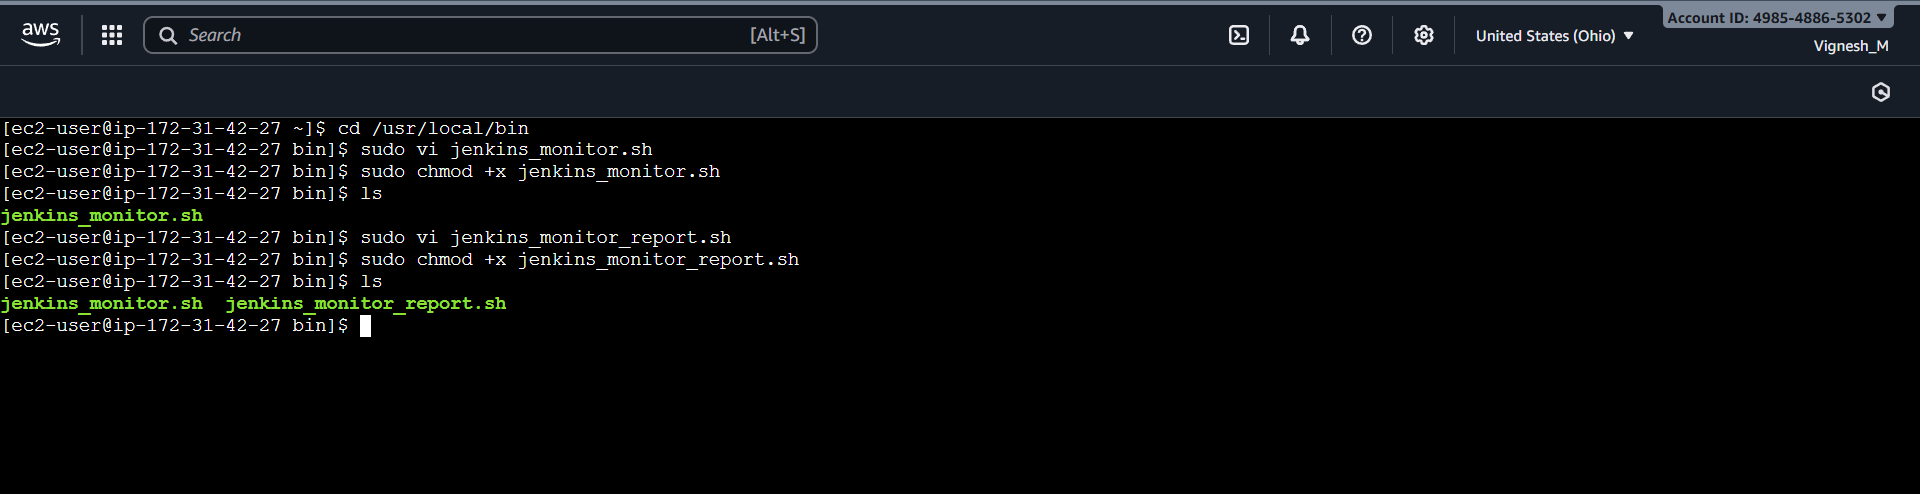 aws
Search [Alt+S]
United States (Ohio) ▼
Account ID: 4985-4886-5302 ▼
Vignesh_M
[ec2-user@ip-172-31-42-27 ~]$ cd /usr/local/bin
[ec2-user@ip-172-31-42-27 bin]$ sudo vi jenkins_monitor.sh
[ec2-user@ip-172-31-42-27 bin]$ sudo chmod +x jenkins_monitor.sh
[ec2-user@ip-172-31-42-27 bin]$ ls
jenkins_monitor.sh
[ec2-user@ip-172-31-42-27 bin]$ sudo vi jenkins_monitor_report.sh
[ec2-user@ip-172-31-42-27 bin]$ sudo chmod +x jenkins_monitor_report.sh
[ec2-user@ip-172-31-42-27 bin]$ ls
jenkins_monitor.sh  jenkins_monitor_report.sh
[ec2-user@ip-172-31-42-27 bin]$